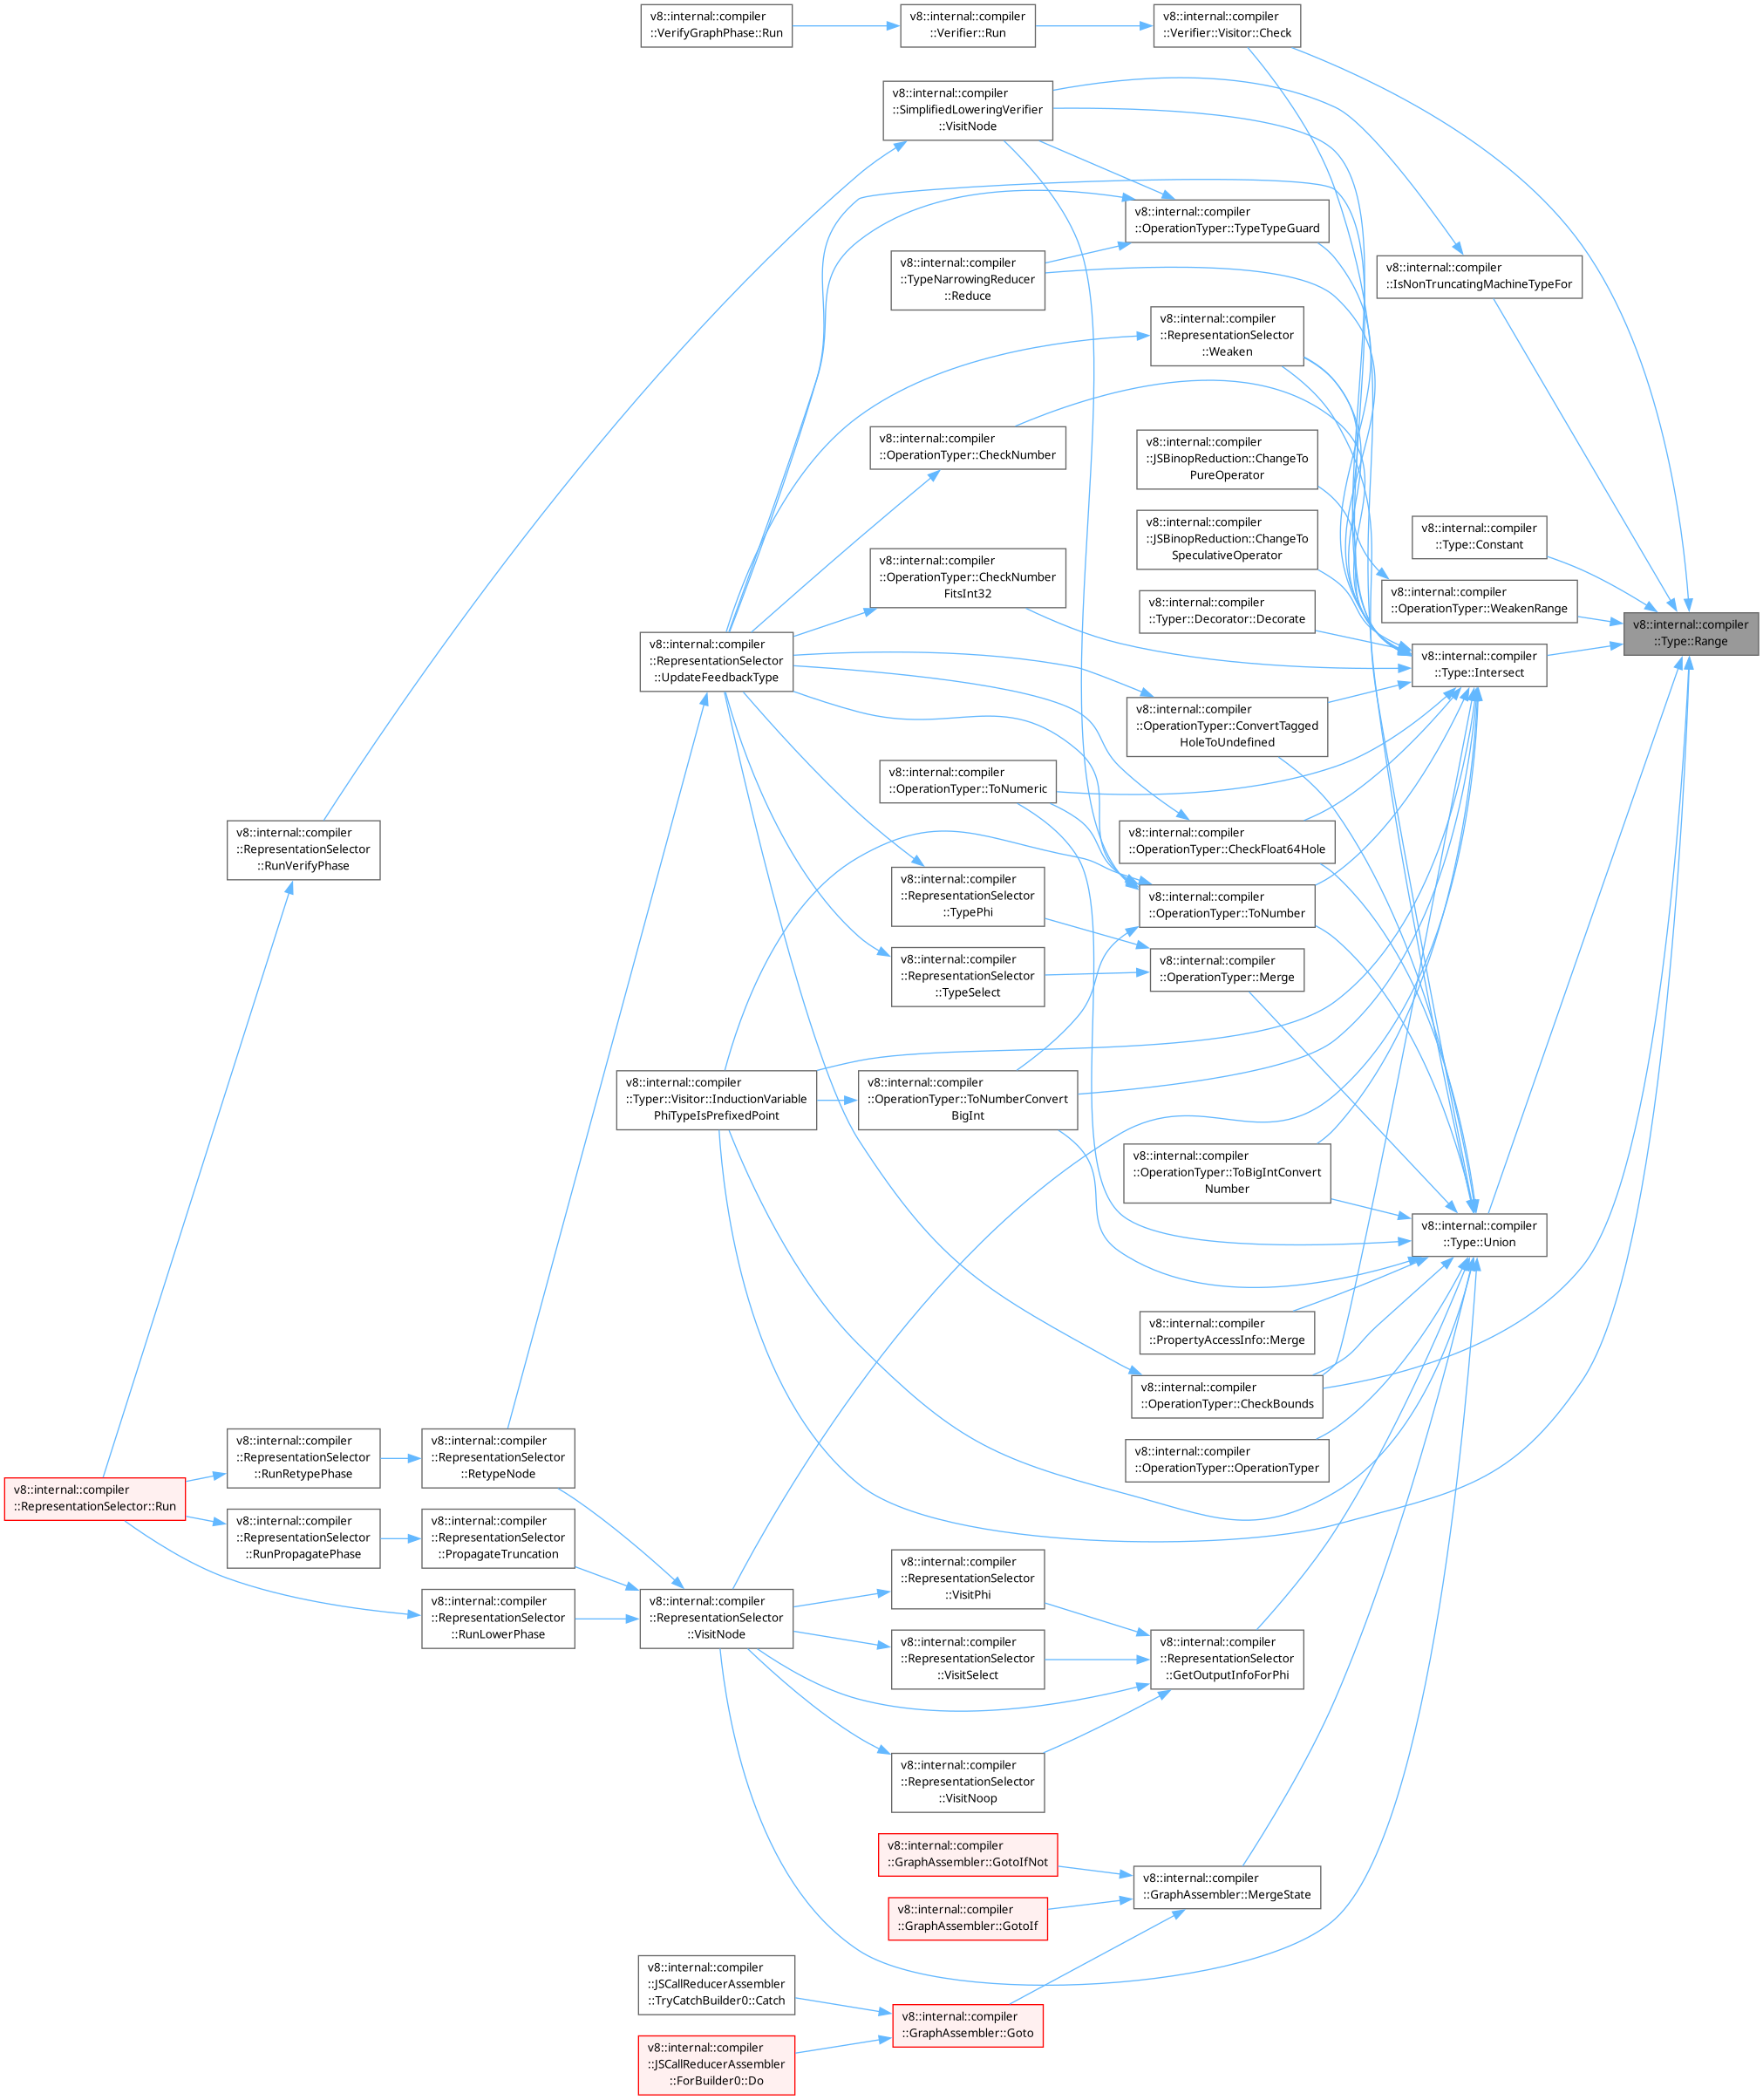 v8::internal::compiler
::VerifyGraphPhase::Run
v8::internal::compiler
::Verifier::Run
v8::internal::compiler
::Verifier::Visitor::Check
v8::internal::compiler
::SimplifiedLoweringVerifier
::VisitNode
v8::internal::compiler
::OperationTyper::TypeTypeGuard
v8::internal::compiler
::TypeNarrowingReducer
::Reduce
v8::internal::compiler
::IsNonTruncatingMachineTypeFor
v8::internal::compiler
::RepresentationSelector
::Weaken
v8::internal::compiler
::OperationTyper::CheckNumber
v8::internal::compiler
::JSBinopReduction::ChangeTo
PureOperator
v8::internal::compiler
::JSBinopReduction::ChangeTo
SpeculativeOperator
v8::internal::compiler
::Type::Constant
v8::internal::compiler
::OperationTyper::CheckNumber
FitsInt32
v8::internal::compiler
::Typer::Decorator::Decorate
v8::internal::compiler
::OperationTyper::WeakenRange
v8::internal::compiler
::Type::Range
v8::internal::compiler
::RepresentationSelector
::UpdateFeedbackType
v8::internal::compiler
::Type::Intersect
v8::internal::compiler
::OperationTyper::ConvertTagged
HoleToUndefined
v8::internal::compiler
::OperationTyper::ToNumeric
v8::internal::compiler
::RepresentationSelector
::RunVerifyPhase
v8::internal::compiler
::OperationTyper::CheckFloat64Hole
v8::internal::compiler
::RepresentationSelector
::TypePhi
v8::internal::compiler
::OperationTyper::ToNumber
v8::internal::compiler
::RepresentationSelector
::TypeSelect
v8::internal::compiler
::OperationTyper::Merge
v8::internal::compiler
::Typer::Visitor::InductionVariable
PhiTypeIsPrefixedPoint
v8::internal::compiler
::OperationTyper::ToNumberConvert
BigInt
v8::internal::compiler
::OperationTyper::ToBigIntConvert
Number
v8::internal::compiler
::Type::Union
v8::internal::compiler
::PropertyAccessInfo::Merge
v8::internal::compiler
::OperationTyper::CheckBounds
v8::internal::compiler
::OperationTyper::OperationTyper
v8::internal::compiler
::RepresentationSelector::Run
v8::internal::compiler
::RepresentationSelector
::RunRetypePhase
v8::internal::compiler
::RepresentationSelector
::RetypeNode
v8::internal::compiler
::RepresentationSelector
::RunPropagatePhase
v8::internal::compiler
::RepresentationSelector
::PropagateTruncation
v8::internal::compiler
::RepresentationSelector
::RunLowerPhase
v8::internal::compiler
::RepresentationSelector
::VisitNode
v8::internal::compiler
::RepresentationSelector
::VisitPhi
v8::internal::compiler
::RepresentationSelector
::VisitSelect
v8::internal::compiler
::RepresentationSelector
::GetOutputInfoForPhi
v8::internal::compiler
::RepresentationSelector
::VisitNoop
v8::internal::compiler
::GraphAssembler::GotoIfNot
v8::internal::compiler
::GraphAssembler::MergeState
v8::internal::compiler
::GraphAssembler::GotoIf
v8::internal::compiler
::JSCallReducerAssembler
::TryCatchBuilder0::Catch
v8::internal::compiler
::GraphAssembler::Goto
v8::internal::compiler
::JSCallReducerAssembler
::ForBuilder0::Do